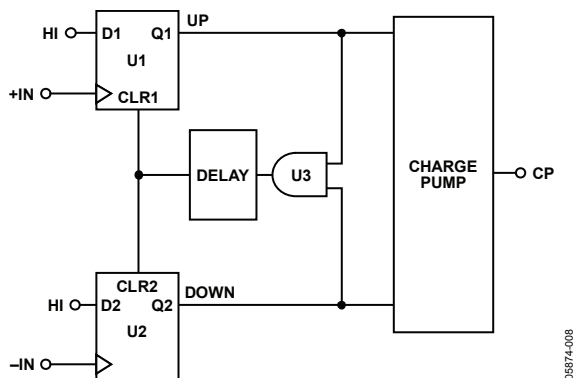 HI D1 Q1 UP
U1
+IN CLR1
DELAY U3 CHARGE PUMP CP
CLR2
HI D2 Q2 DOWN
U2
–IN
05874-008